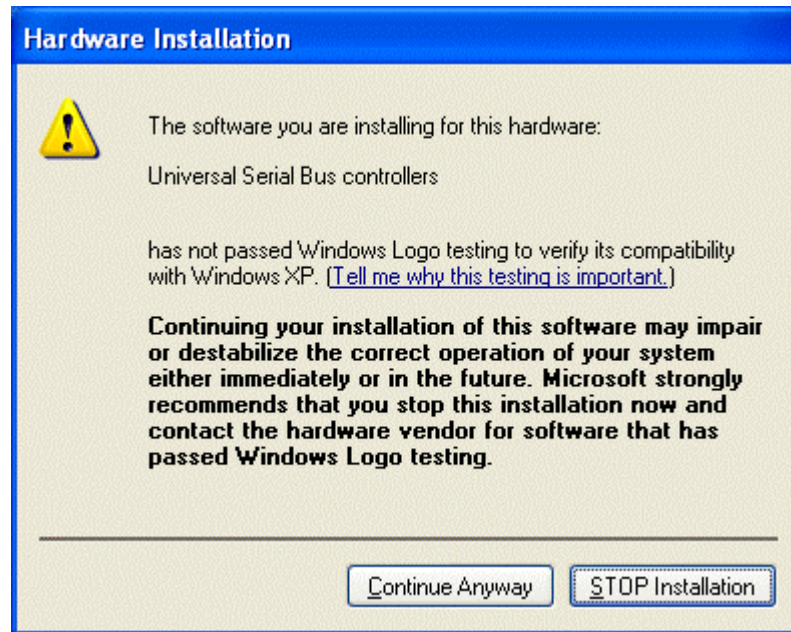 Hardware Installation
The software you are installing for this hardware:
Universal Serial Bus controllers
has not passed Windows Logo testing to verify its compatibility
with Windows XP. (Tell me why this testing is important.)
Continuing your installation of this software may impair
or destabilize the correct operation of your system
either immediately or in the future. Microsoft strongly
recommends that you stop this installation now and
contact the hardware vendor for software that has
passed Windows Logo testing.
Continue Anyway
STOP Installation